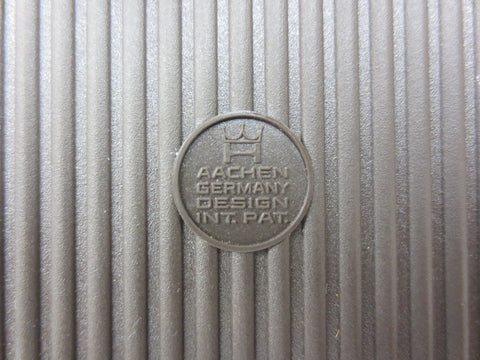 AACHEN
GERMANY
DESIGN
INT. PAT.